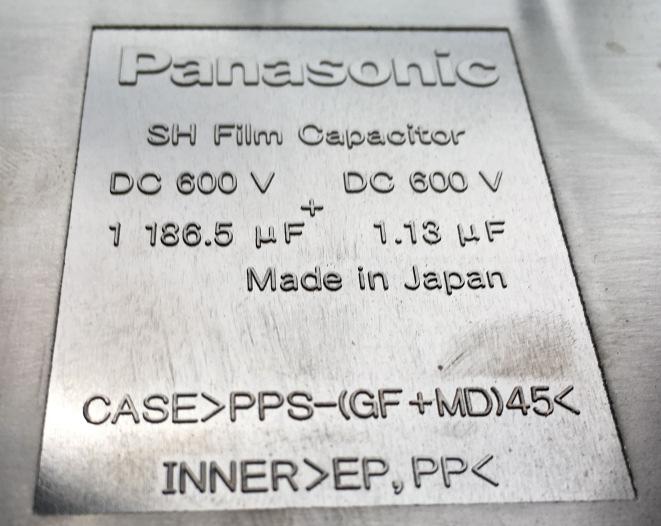 Panasonic
SH Film Capacitor
DC 600 V + DC 600 V
1 186.5 µF 1.13 µF
Made in Japan
CASE>PPS-(GF+MD)45<
INNER>EP, PP<